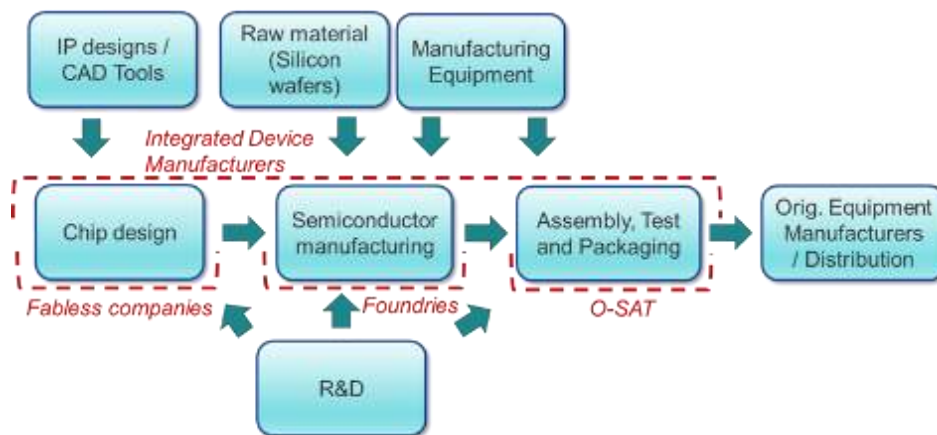 IP designs /
CAD Tools
Raw material
(Silicon
wafers)
Manufacturing
Equipment
Integrated Device
Manufacturers
Chip design
Semiconductor
manufacturing
Assembly, Test
and Packaging
Orig. Equipment
Manufacturers
/ Distribution
Fabless companies
Foundries
O-SAT
R&D